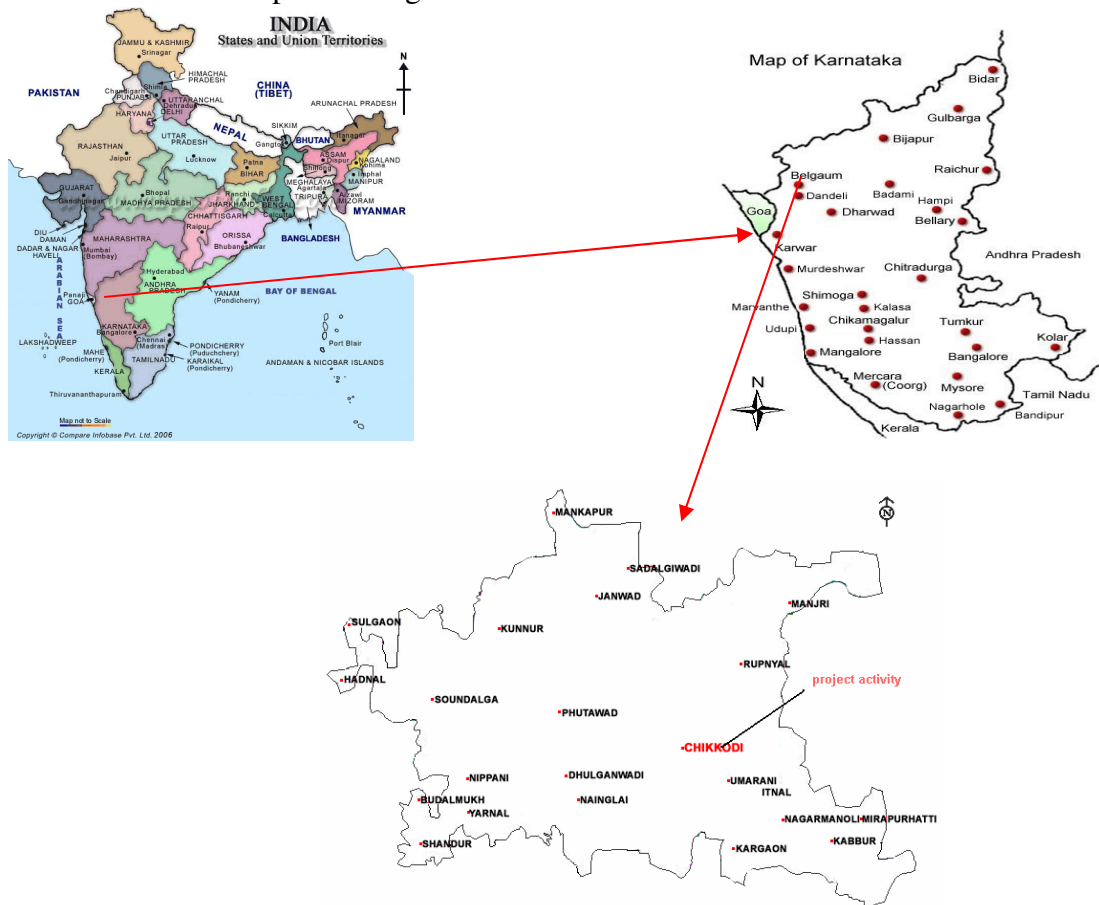 INDIA
States and Union Territories
N
JAMMU & KASHMIR
Srinagar
HIMACHAL
PRADESH
Shimla
PAKISTAN
Chandigarh
PUNJAB
UTTARANCHAL
Dehradun
DELHI
HARYANA
CHINA
(TIBET)
ARUNACHAL PRADESH
Itanagar
SIKKIM
Gangtok
NEPAL
BHUTAN
UTTAR
PRADESH
Lucknow
RAJASTHAN
Jaipur
ASSAM
Dispur
NAGALAND
Kohima
Shillong
Imphal
MANIPUR
MEGHALAYA
Agartala
TRIPURA
Aizawl
MIZORAM
MYANMAR
Patna
BIHAR
GUJARAT
Gandhinagar
Bhopal
MADHYA PRADESH
Ranchi
JHARKHAND
WEST
BENGAL
Calcutta
CHHATTISGARH
Raipur
ORISSA
Bhubaneshwar
BANGLADESH
DIU
DAMAN
DADAR & NAGAR
HAVELI
MAHARASHTRA
Mumbai
(Bombay)
Hyderabad
ANDHRA
PRADESH
YANAM
(Pondicherry)
BAY OF BENGAL
ARABIAN SEA
Panaji
GOA
KARNATAKA
Bangalore
Chennai
(Madras)
PONDICHERRY
(Puduchchery)
KARAIKAL
(Pondicherry)
LAKSHADWEEP
MAHE
(Pondicherry)
TAMILNADU
KERALA
Thiruvananthapuram
Port Blair
ANDAMAN & NICOBAR ISLANDS
Map not to Scale
Copyright © Compare Infobase Pvt. Ltd. 2006
Map of Karnataka
Bidar
Gulbarga
Bijapur
Raichur
Belgaum
Dandeli
Badami
Hampi
Goa
Dharwad
Bellary
Karwar
Andhra Pradesh
Murdeshwar
Chitradurga
Shimoga
Maryanthe
Kalasa
Udupi
Chikamagalur
Tumkur
Hassan
Kolar
Mangalore
Bangalore
Mercara
(Coorg)
Mysore
Tamil Nadu
Nagarhole
Bandipur
Kerala
N
N
MANKAPUR
SADALGIWADI
JANWAD
MANJRI
SULGAON
KUNNUR
RUPNYAL
HADNAL
project activity
SOUNDALGA
PHUTAWAD
CHIKKODI
NIPPANI
DHULGANWADI
UMARANI
ITNAL
BUDALMUKH
NAINGLAI
YARNAL
NAGARMANOLI
MIRAPURHATTI
SHANDUR
KARGAON
KABBUR